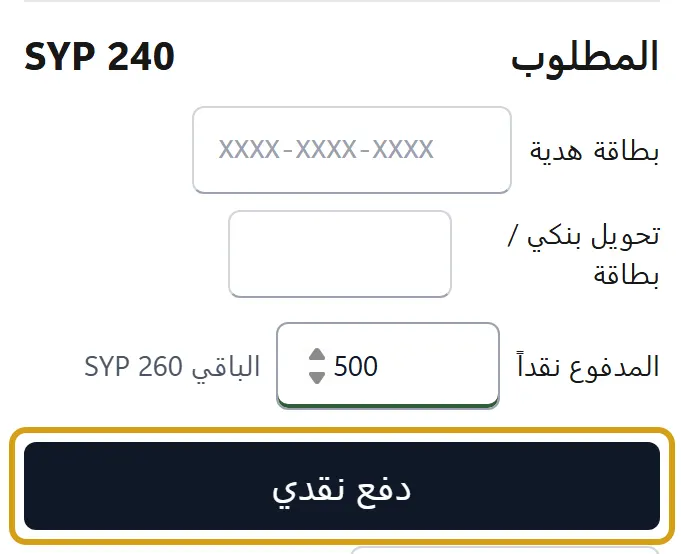 المطلوب SYP 240
بطاقة هدية XXXX-XXXX-XXXX
تحويل بنكي /
بطاقة
المدفوع نقداً 500 الباقي SYP 260
دفع نقدي